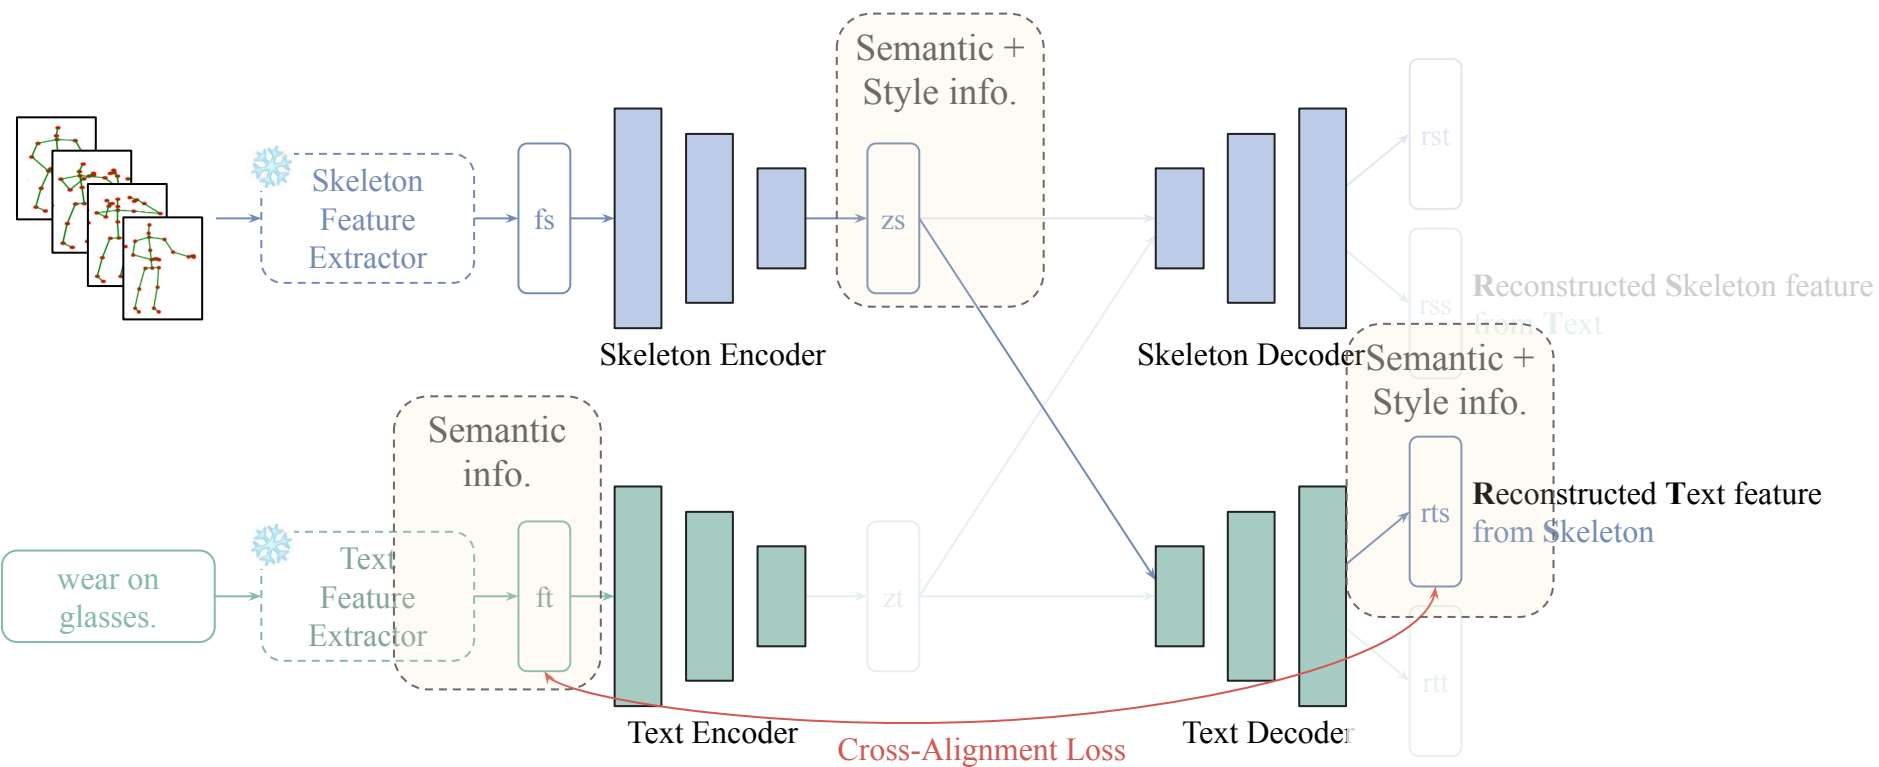 Semantic +
Style info.
rst
Skeleton
Feature
Extractor
fs
zs
Reconstructed Skeleton feature
from Text
rss
Skeleton Encoder
Skeleton Decoder
Semantic +
Style info.
Semantic
info.
Reconstructed Text feature
from Skeleton
rts
wear on
glasses.
Text
Feature
Extractor
ft
zt
rtt
Text Encoder
Text Decoder
Cross-Alignment Loss